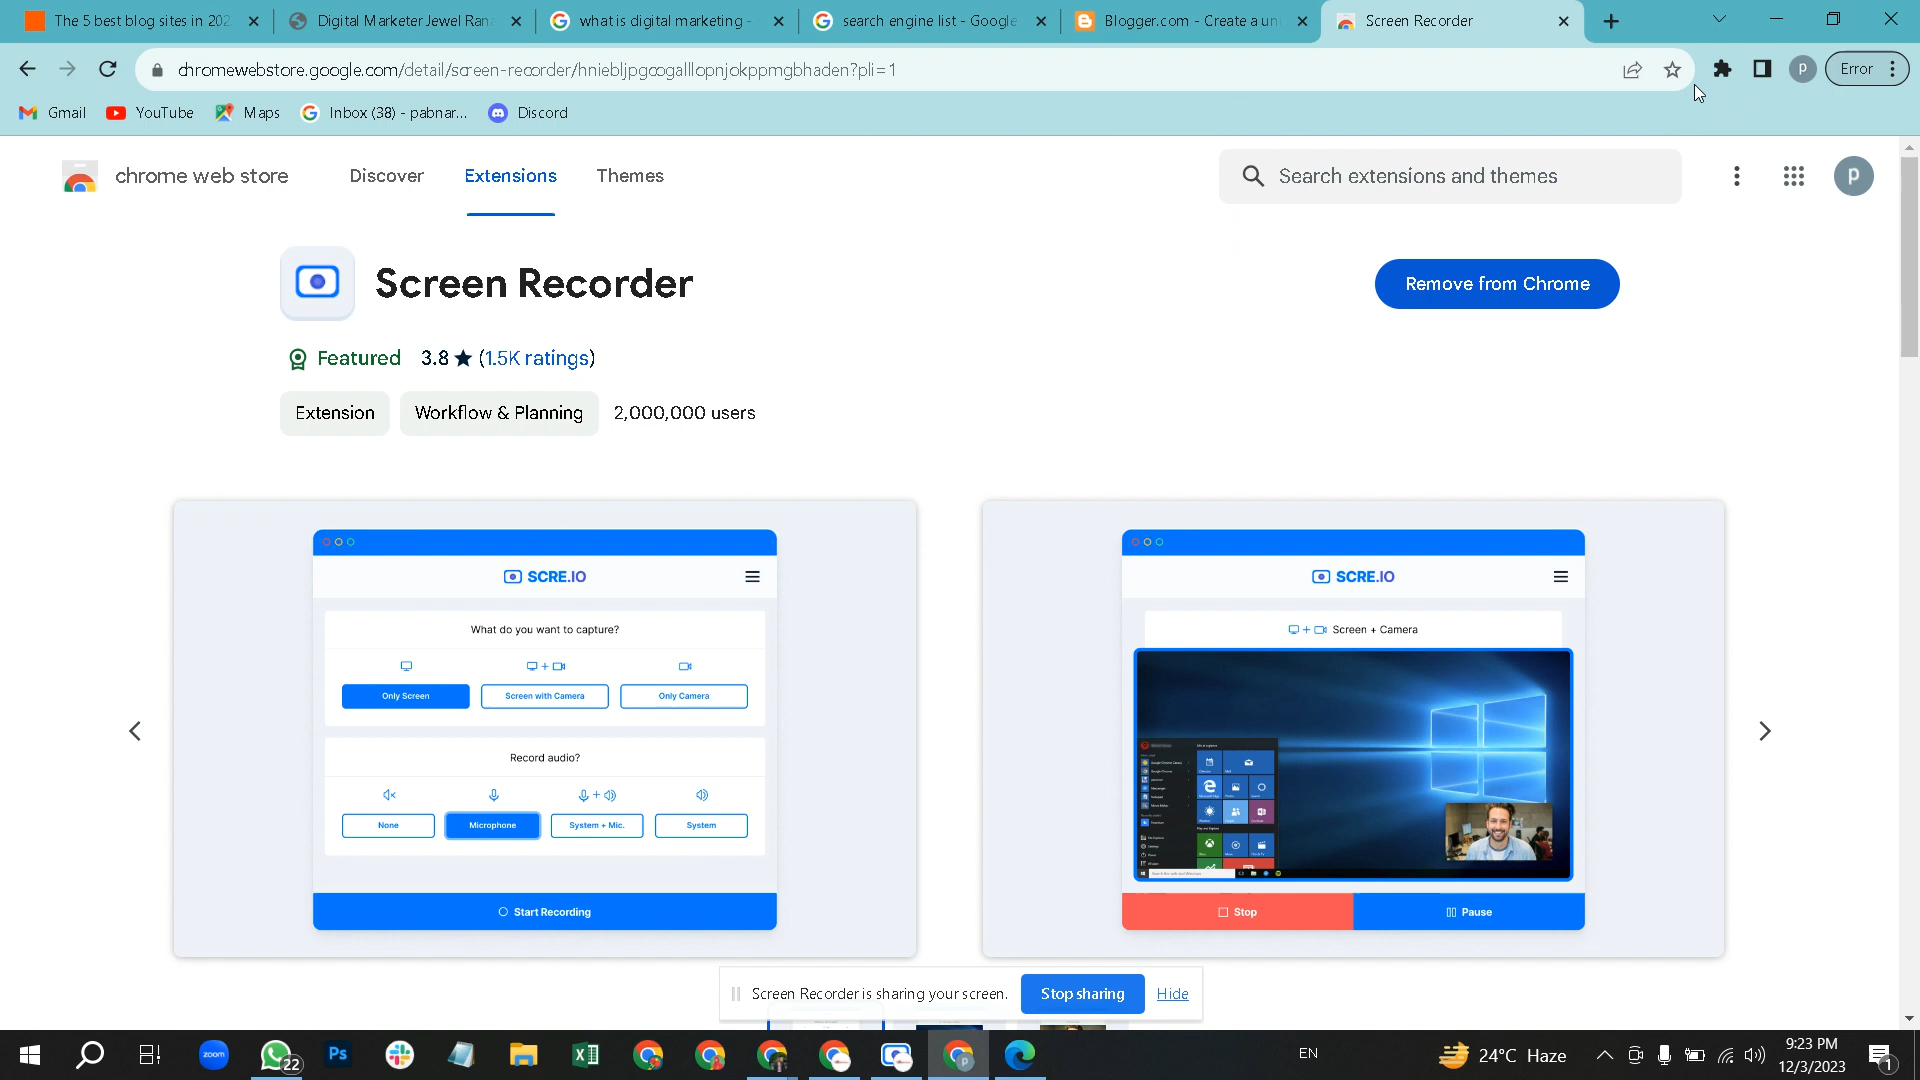 The 5 best blog sites in 202
Digital Marketer Jewel Rana
what is digital marketing -
search engine list - Google
Blogger.com - Create a un
Screen Recorder
chromewebstore.google.com/detail/screen-recorder/hniebljpgcogalllopnjokppmgbhaden?pli=1
p
Error
Gmail
YouTube
Maps
Inbox (38) - pabnar...
Discord
chrome web store
Discover
Extensions
Themes
Search extensions and themes
p
Screen Recorder
Remove from Chrome
Featured 3.8 ★ (1.5K ratings)
Extension
Workflow & Planning
2,000,000 users
SCRE.IO
What do you want to capture?
Only Screen
Screen with Camera
Only Camera
Record audio?
None
Microphone
System + Mic.
System
Start Recording
SCRE.IO
Screen + Camera
Stop
Pause
Screen Recorder is sharing your screen.
Stop sharing
Hide
zoom
22
Ps
EN
24°C Haze
9:23 PM
12/3/2023
1